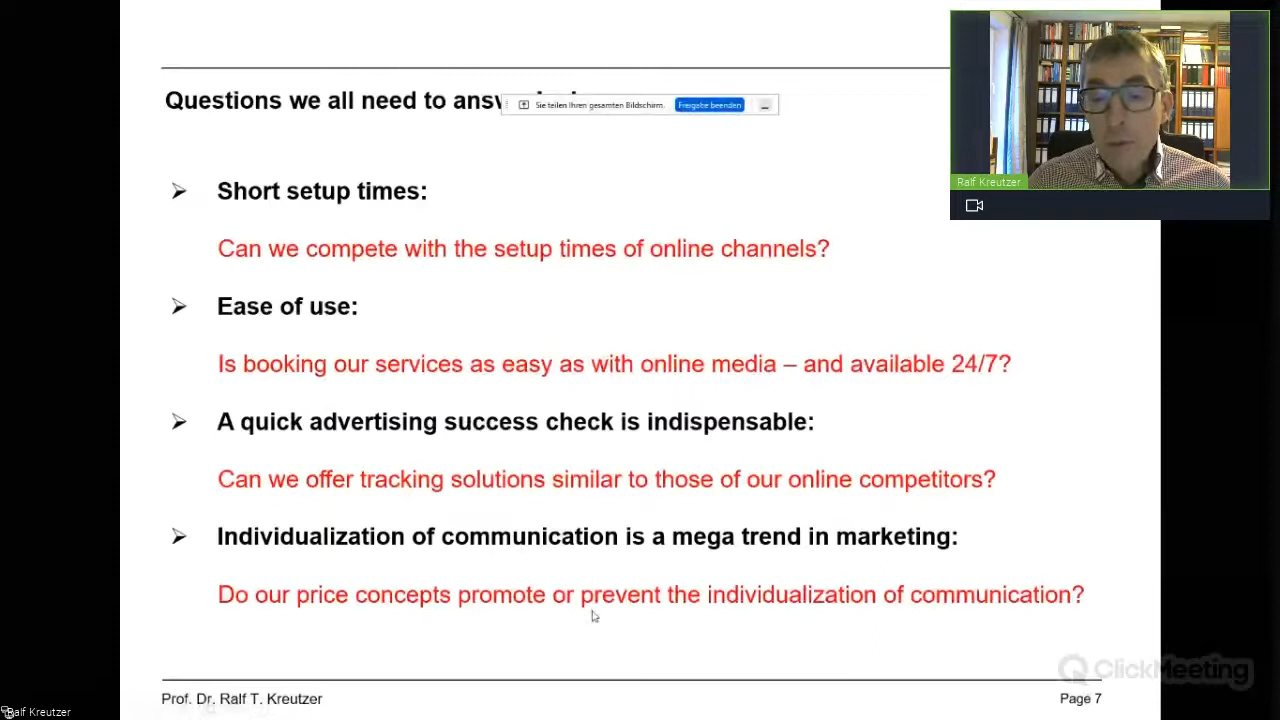 Questions we all need to answ
Sie teilen Ihren gesamten Bildschirm. Freigabe beenden
Ralf Kreutzer
Short setup times:
Can we compete with the setup times of online channels?
Ease of use:
Is booking our services as easy as with online media – and available 24/7?
A quick advertising success check is indispensable:
Can we offer tracking solutions similar to those of our online competitors?
Individualization of communication is a mega trend in marketing:
Do our price concepts promote or prevent the individualization of communication?
ClickMeeting
Prof. Dr. Ralf T. Kreutzer
Page 7
Ralf Kreutzer